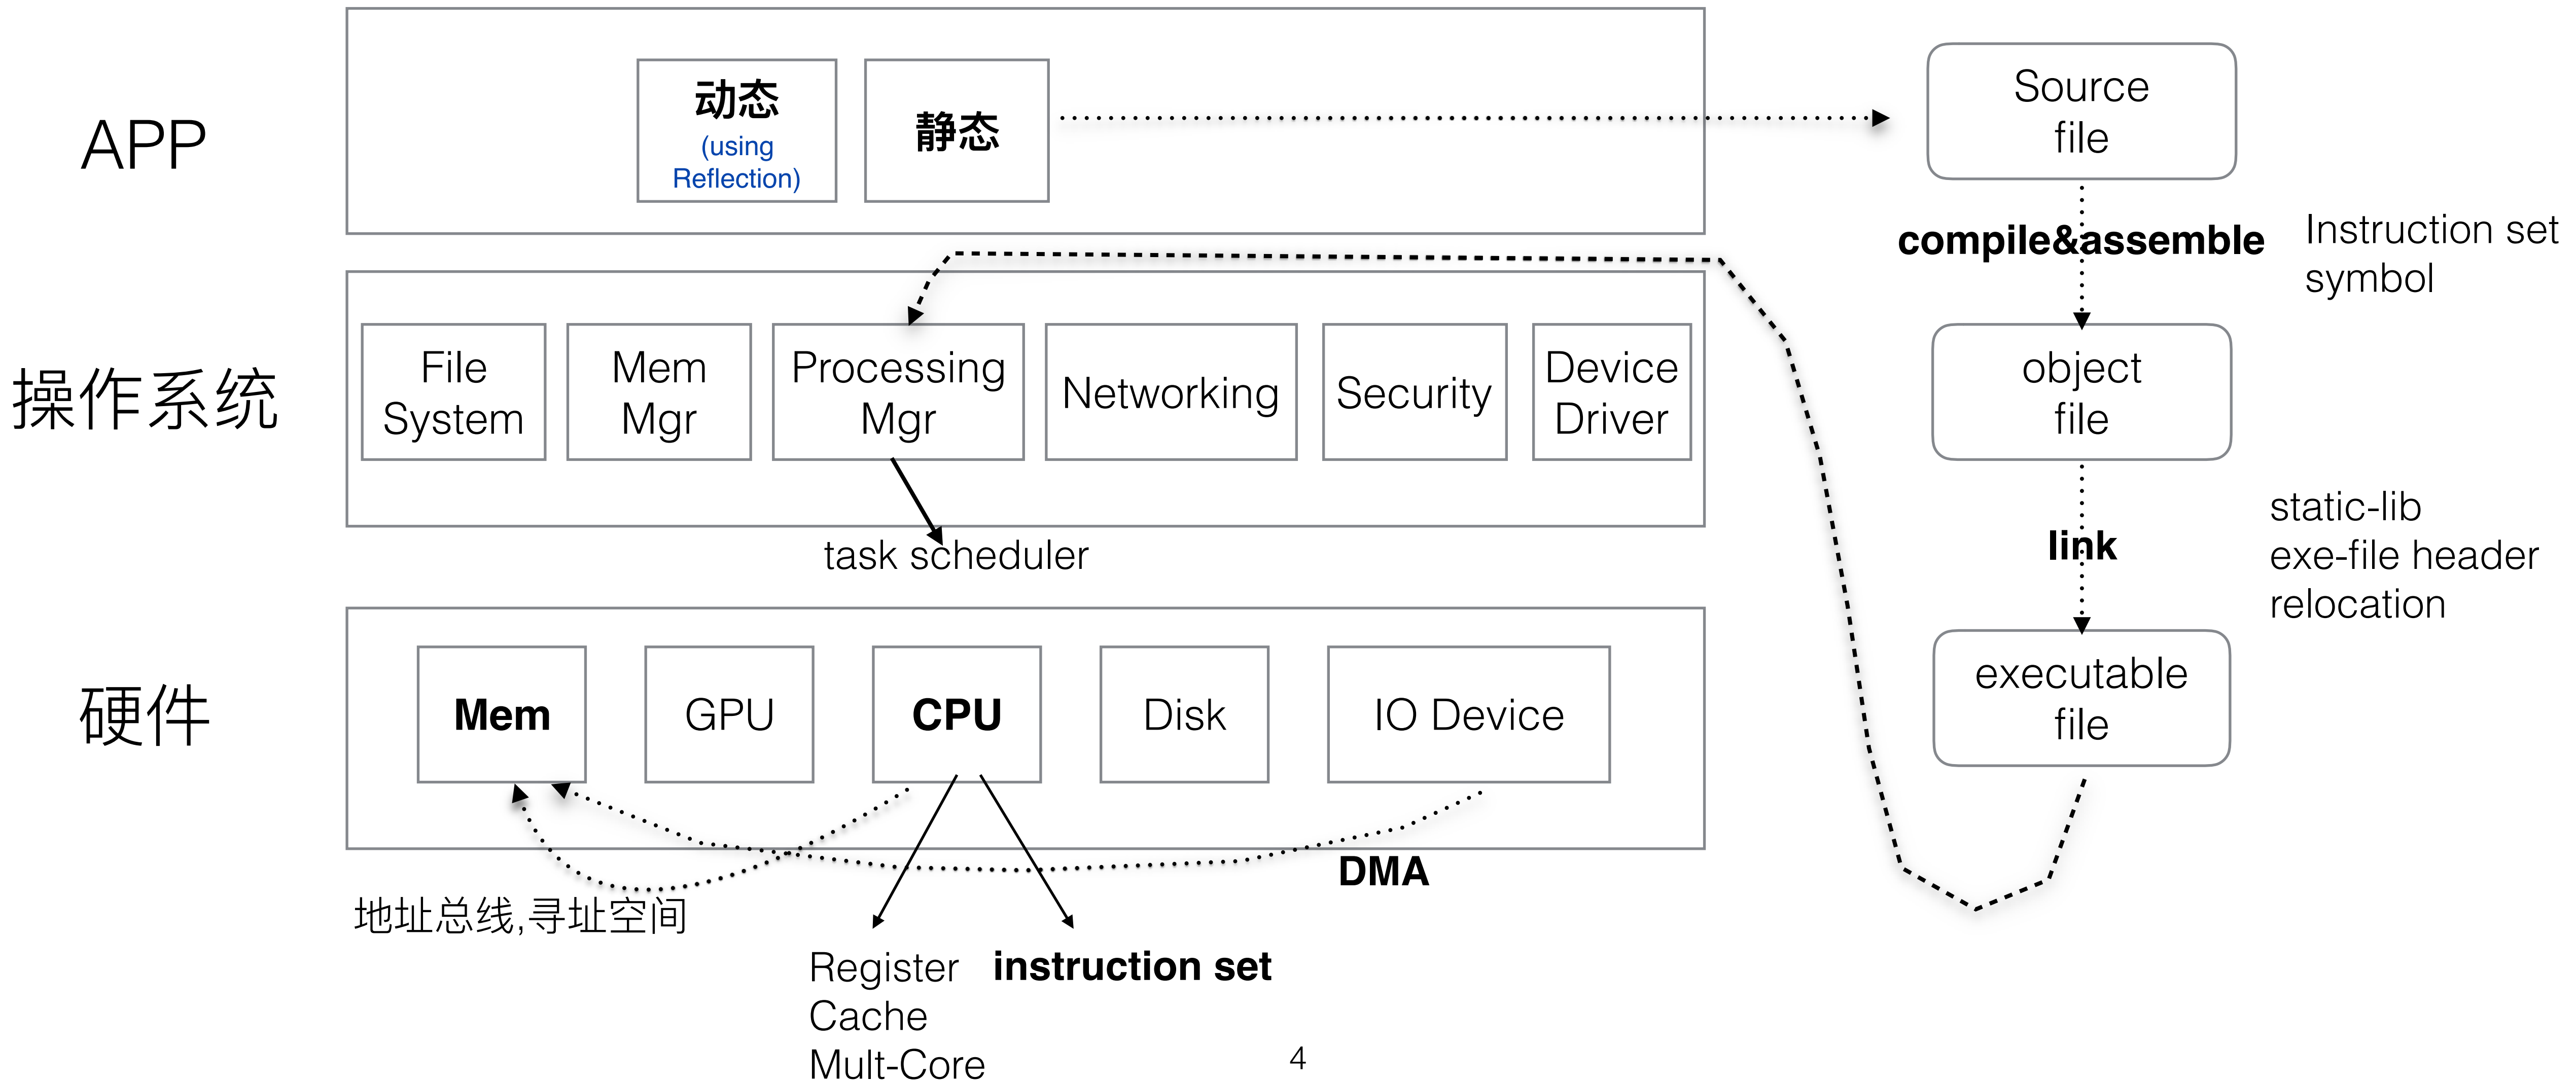 APP
动态
(using
Reflection)
静态
Source
file
compile&assemble
Instruction set
symbol
操作系统
File
System
Mem
Mgr
Processing
Mgr
Networking
Security
Device
Driver
object
file
task scheduler
link
static-lib
exe-file header
relocation
硬件
Mem
GPU
CPU
Disk
IO Device
executable
file
DMA
地址总线,寻址空间
Register
Cache
Mult-Core
instruction set
4